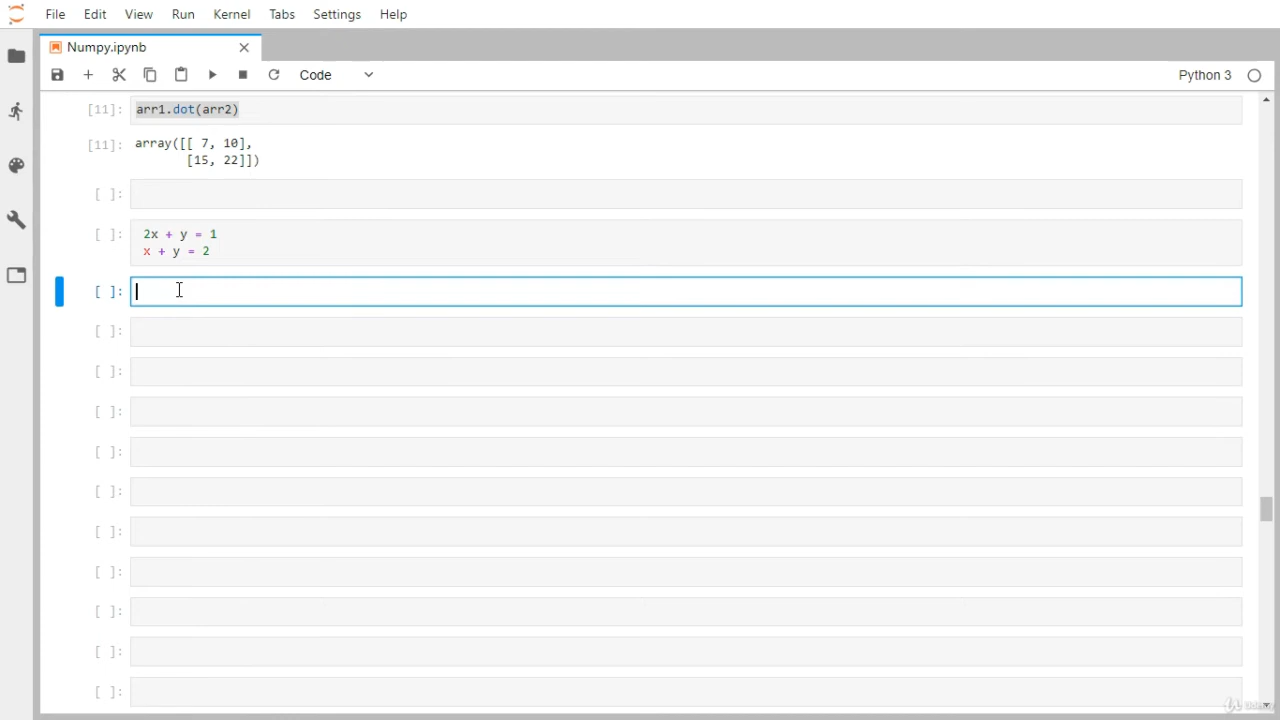 File Edit View Run Kernel Tabs Settings Help
Numpy.ipynb
Code
Python 3
[11]: arr1.dot(arr2)
[11]: array([[ 7, 10],
[15, 22]])
[ ]:
[ ]: 2x + y = 1
x + y = 2
[ ]:
[ ]:
[ ]:
[ ]:
[ ]:
[ ]:
[ ]:
[ ]:
[ ]:
[ ]:
[ ]: